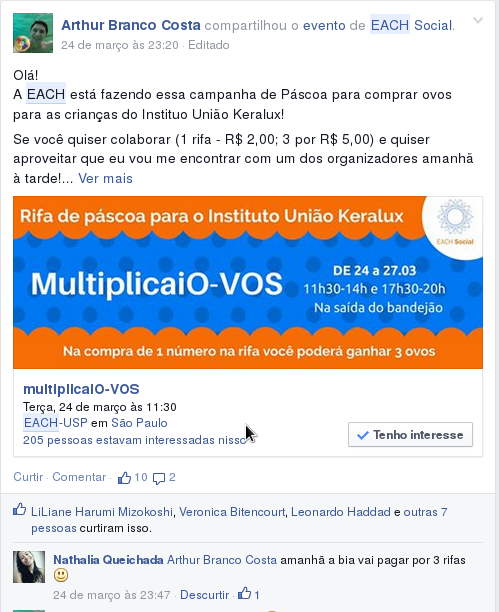 Arthur Branco Costa compartilhou o evento de EACH Social.
24 de março às 23:20 · Editado
Olá!
A EACH está fazendo essa campanha de Páscoa para comprar ovos
para as crianças do Instituo União Keralux!
Se você quiser colaborar (1 rifa - R$ 2,00; 3 por R$ 5,00) e quiser
aproveitar que eu vou me encontrar com um dos organizadores amanhã
à tarde!... Ver mais
Rifa de páscoa para o Instituto União Keralux
EACH Social
MultiplicaiO-VOS
DE 24 a 27.03
11h30-14h e 17h30-20h
Na saída do bandejão
Na compra de 1 número na rifa você poderá ganhar 3 ovos
multiplicaiO-VOS
Terça, 24 de março às 11:30
EACH-USP em São Paulo
205 pessoas estavam interessadas nisso
Tenho interesse
Curtir · Comentar · 10 2
LiLiane Harumi Mizokoshi, Veronica Bitencourt, Leonardo Haddad e outras 7
pessoas curtiram isso.
Nathalia Queichada Arthur Branco Costa amanhã a bia vai pagar por 3 rifas
24 de março às 23:47 · Descurtir · 1